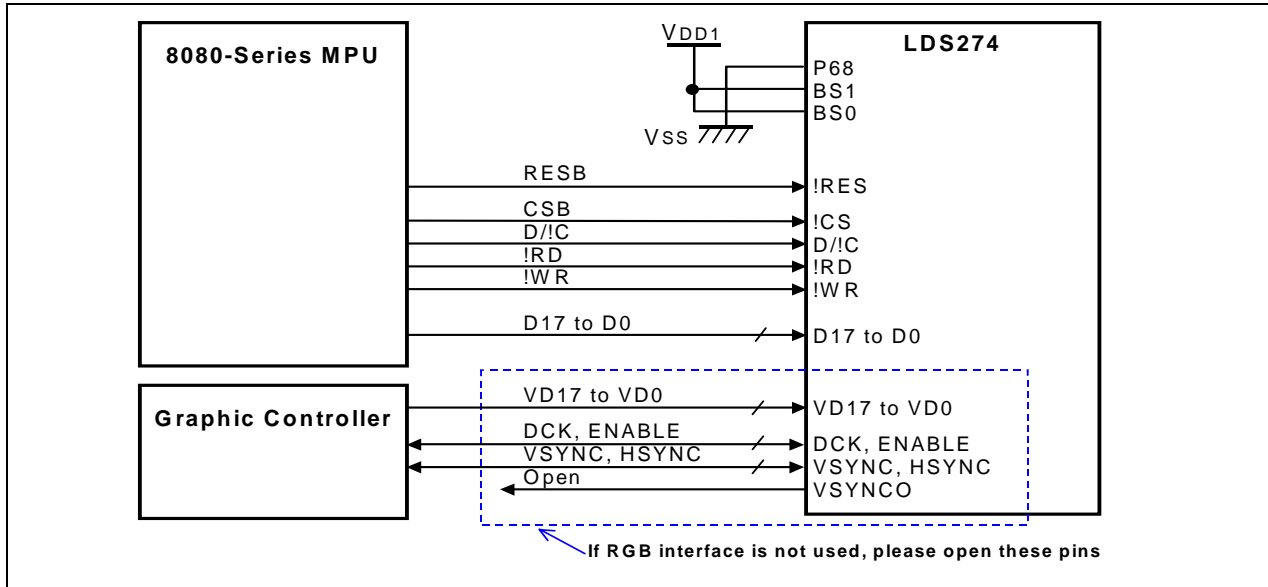 8080-Series MPU
VDD1
LDS274
P68
BS1
BS0
VSS
RESB
!RES
CSB
!CS
D/!C
D/!C
!RD
!RD
!WR
!WR
D17 to D0
D17 to D0
Graphic Controller
VD17 to VD0
VD17 to VD0
DCK, ENABLE
DCK, ENABLE
VSYNC, HSYNC
VSYNC, HSYNC
Open
VSYNCO
If RGB interface is not used, please open these pins